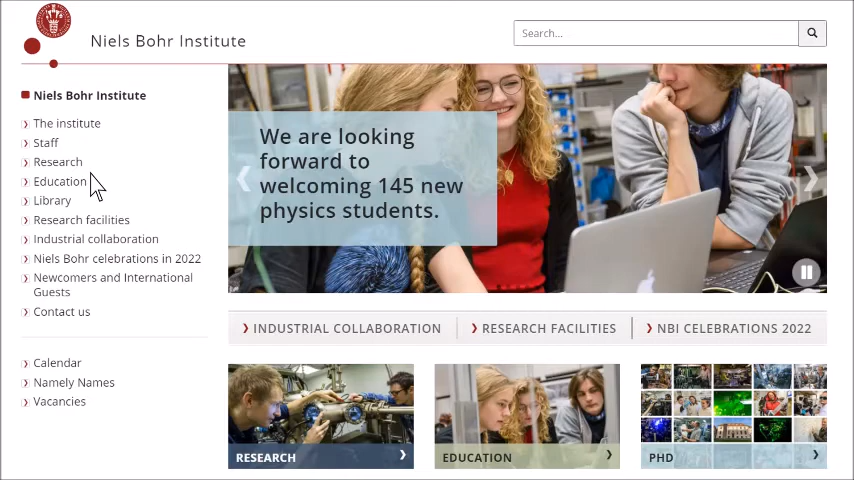 Niels Bohr Institute
Search...
Niels Bohr Institute
The institute
Staff
Research
Education
Library
Research facilities
Industrial collaboration
Niels Bohr celebrations in 2022
Newcomers and International
Guests
Contact us
Calendar
Namely Names
Vacancies
We are looking
forward to
welcoming 145 new
physics students.
INDUSTRIAL COLLABORATION
RESEARCH FACILITIES
NBI CELEBRATIONS 2022
RESEARCH
EDUCATION
PHD